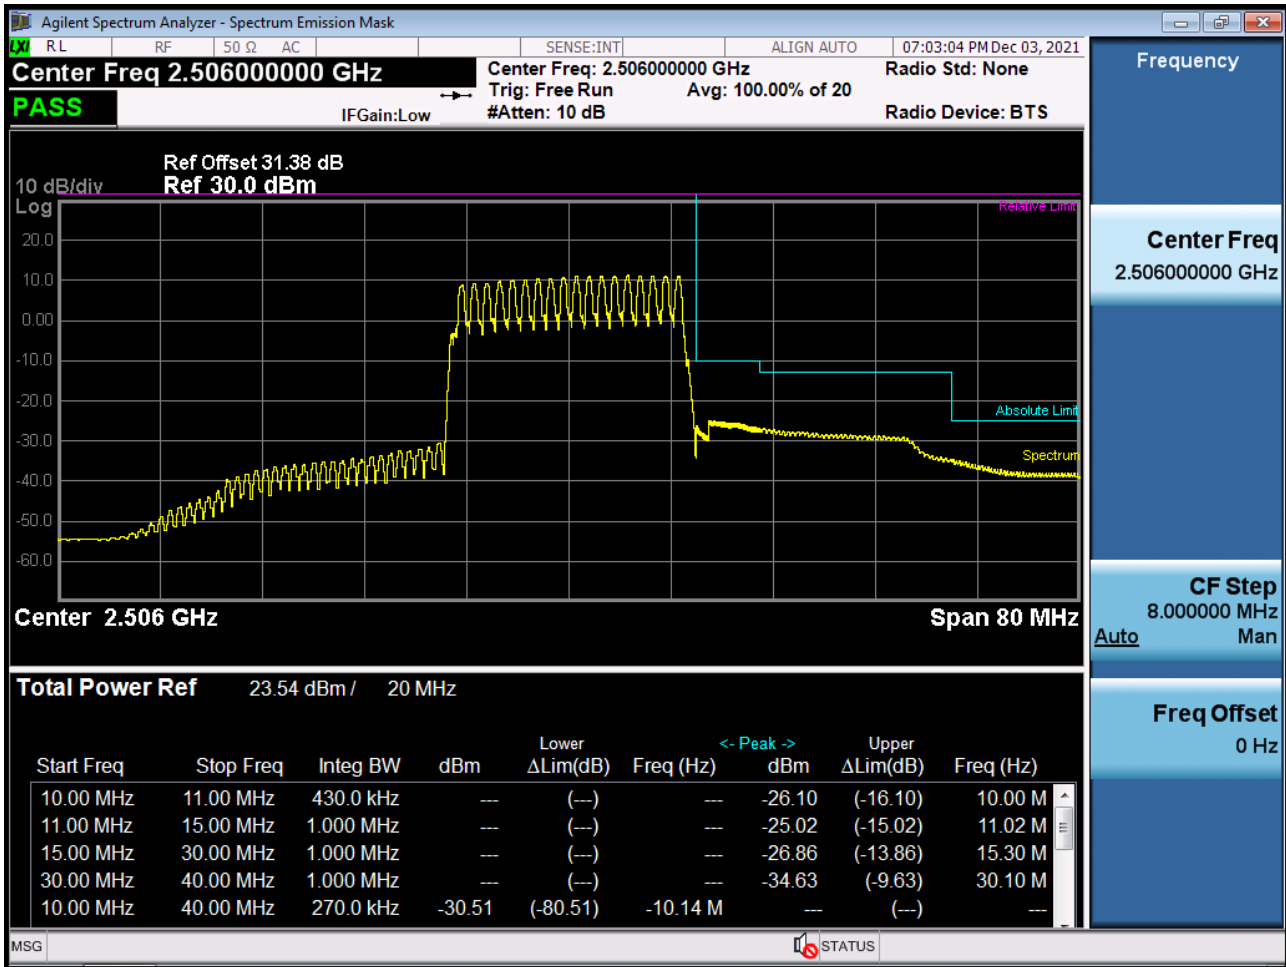 Agilent Spectrum Analyzer - Spectrum Emission Mask
LXI RL RF 50 Ω AC SENSE:INT ALIGN AUTO 07:03:04 PM Dec 03, 2021
Center Freq 2.506000000 GHz
PASS
IFGain:Low
Center Freq: 2.506000000 GHz
Trig: Free Run Avg: 100.00% of 20
#Atten: 10 dB
Radio Std: None
Radio Device: BTS
Ref Offset 31.38 dB
10 dB/div Ref 30.0 dBm
Log
Relative Limit
20.0
10.0
0.00
-10.0
-20.0
Absolute Limit
-30.0
Spectrum
-40.0
-50.0
-60.0
Center 2.506 GHz Span 80 MHz
Total Power Ref 23.54 dBm / 20 MHz
Lower <- Peak -> Upper
Start Freq Stop Freq Integ BW dBm ΔLim(dB) Freq (Hz) dBm ΔLim(dB) Freq (Hz)
10.00 MHz 11.00 MHz 430.0 kHz --- (---) --- -26.10 (-16.10) 10.00 M
11.00 MHz 15.00 MHz 1.000 MHz --- (---) --- -25.02 (-15.02) 11.02 M
15.00 MHz 30.00 MHz 1.000 MHz --- (---) --- -26.86 (-13.86) 15.30 M
30.00 MHz 40.00 MHz 1.000 MHz --- (---) --- -34.63 (-9.63) 30.10 M
10.00 MHz 40.00 MHz 270.0 kHz -30.51 (-80.51) -10.14 M --- (---) ---
MSG STATUS
Frequency
Center Freq
2.506000000 GHz
CF Step
8.000000 MHz
Auto Man
Freq Offset
0 Hz